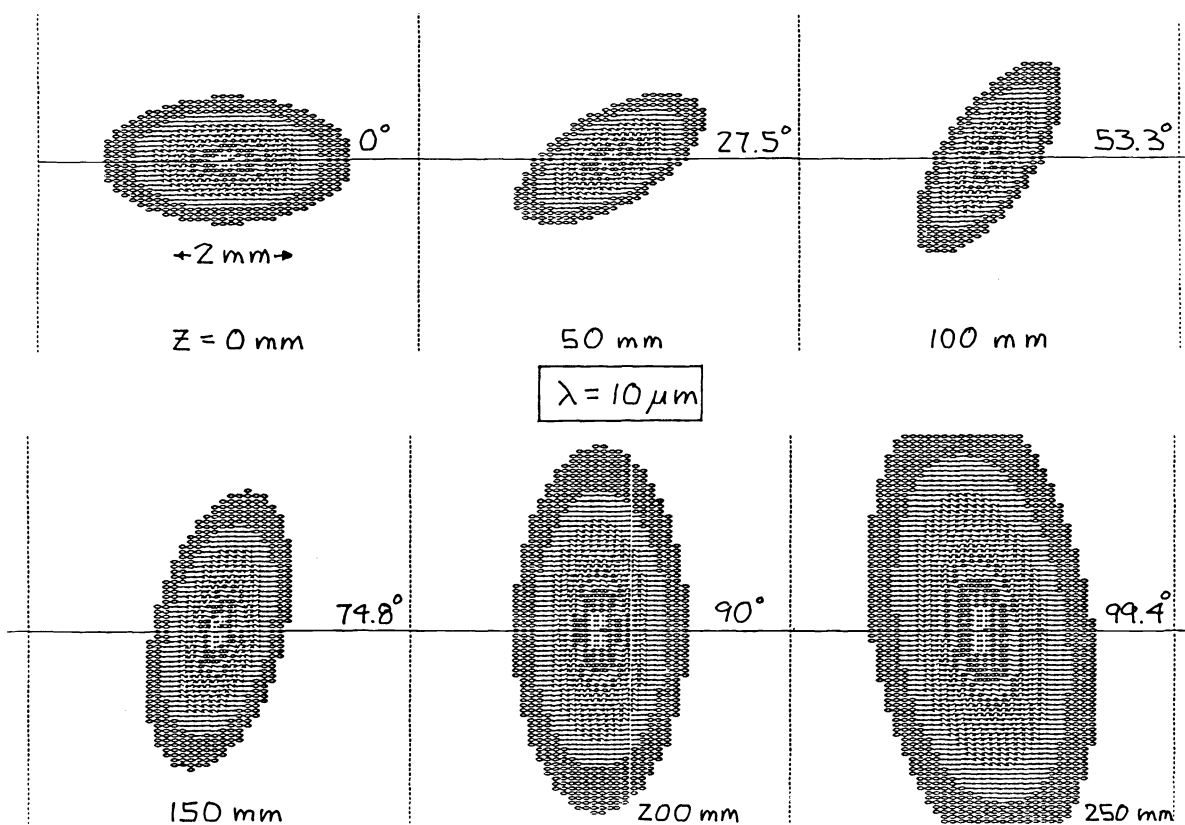 0°
27.5°
53.3°
←2 mm→
Z = 0 mm
50 mm
100 mm
λ = 10 μm
74.8°
90°
99.4°
150 mm
200 mm
250 mm